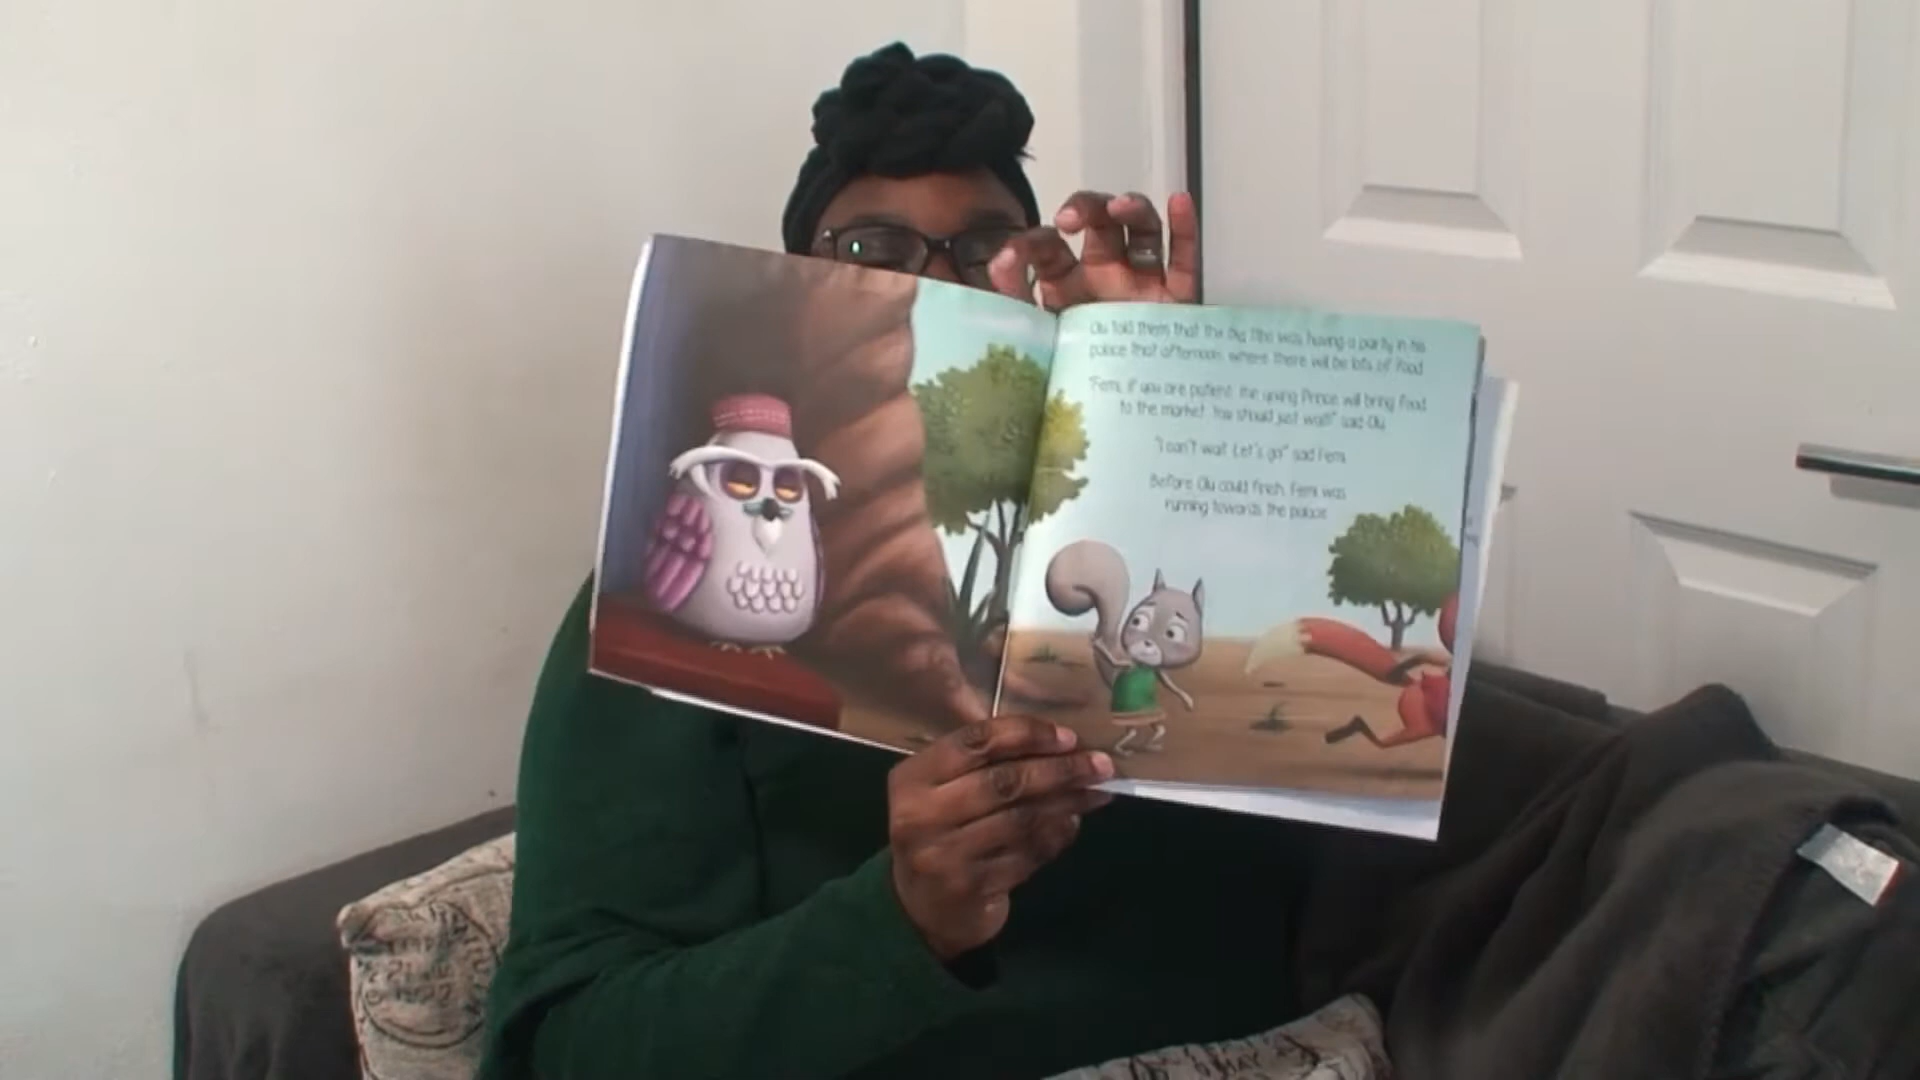 Olu told them that the big Obo was having a party in his
palace that afternoon, where there will be lots of food.
"Femi, if you are patient, the young Prince will bring food
to the market. You should just wait!" said Olu.
"I can't wait. Let's go!" said Femi.
Before Olu could finish, Femi was
running towards the palace.